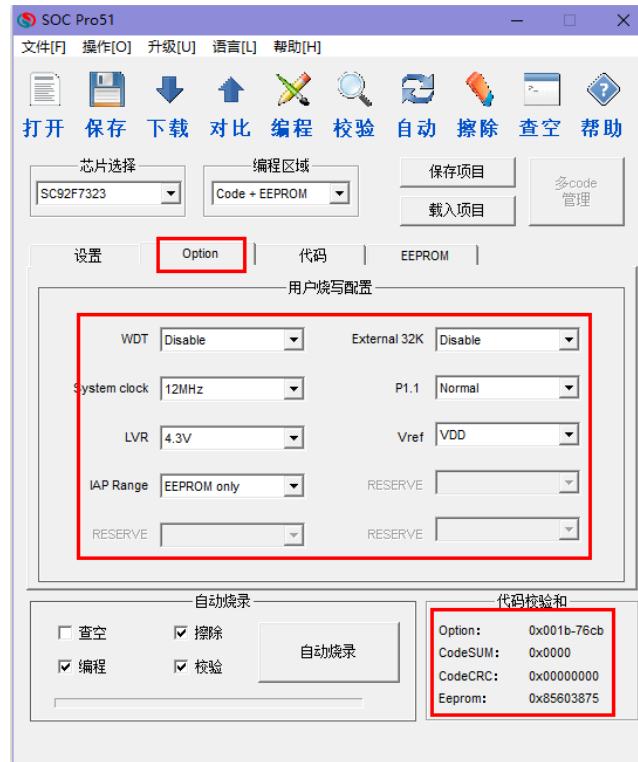 SOC Pro51
文件[F] 操作[O] 升级[U] 语言[L] 帮助[H]
打开 保存 下载 对比 编程 校验 自动 擦除 查空 帮助
芯片选择 编程区域 保存项目 多code
SC92F7323 Code + EEPROM 管理
载入项目
设置 Option 代码 EEPROM
用户烧写配置
WDT Disable External 32K Disable
System clock 12MHz P1.1 Normal
LVR 4.3V Vref VDD
IAP Range EEPROM only RESERVE
RESERVE RESERVE
自动烧录 代码校验和
查空 擦除 自动烧录 Option: 0x001b-76cb
CodeSUM: 0x0000
编程 校验 CodeCRC: 0x00000000
Eeprom: 0x85603875